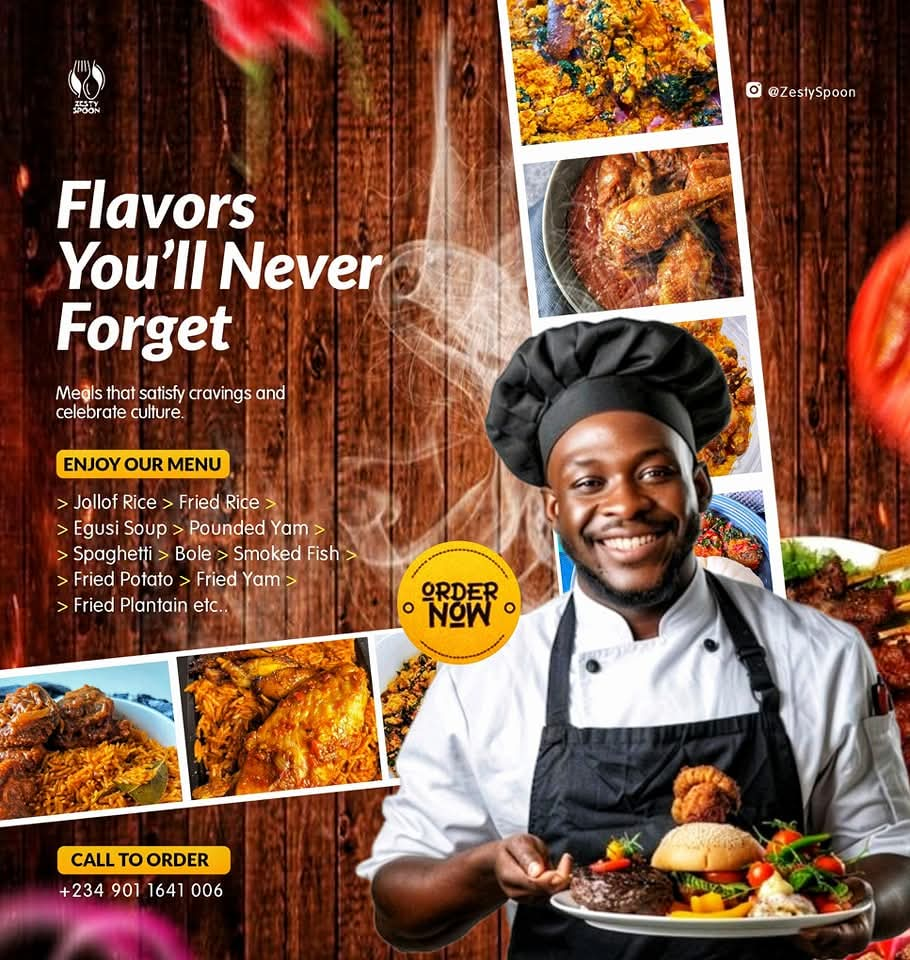 ZESTY
SPOON
@ZestySpoon
Flavors
You'll Never
Forget
Meals that satisfy cravings and
celebrate culture.
ENJOY OUR MENU
> Jollof Rice > Fried Rice >
> Egusi Soup > Pounded Yam >
> Spaghetti > Bole > Smoked Fish >
> Fried Potato > Fried Yam >
> Fried Plantain etc..
ORDER
NOW
CALL TO ORDER
+234 901 1641 006